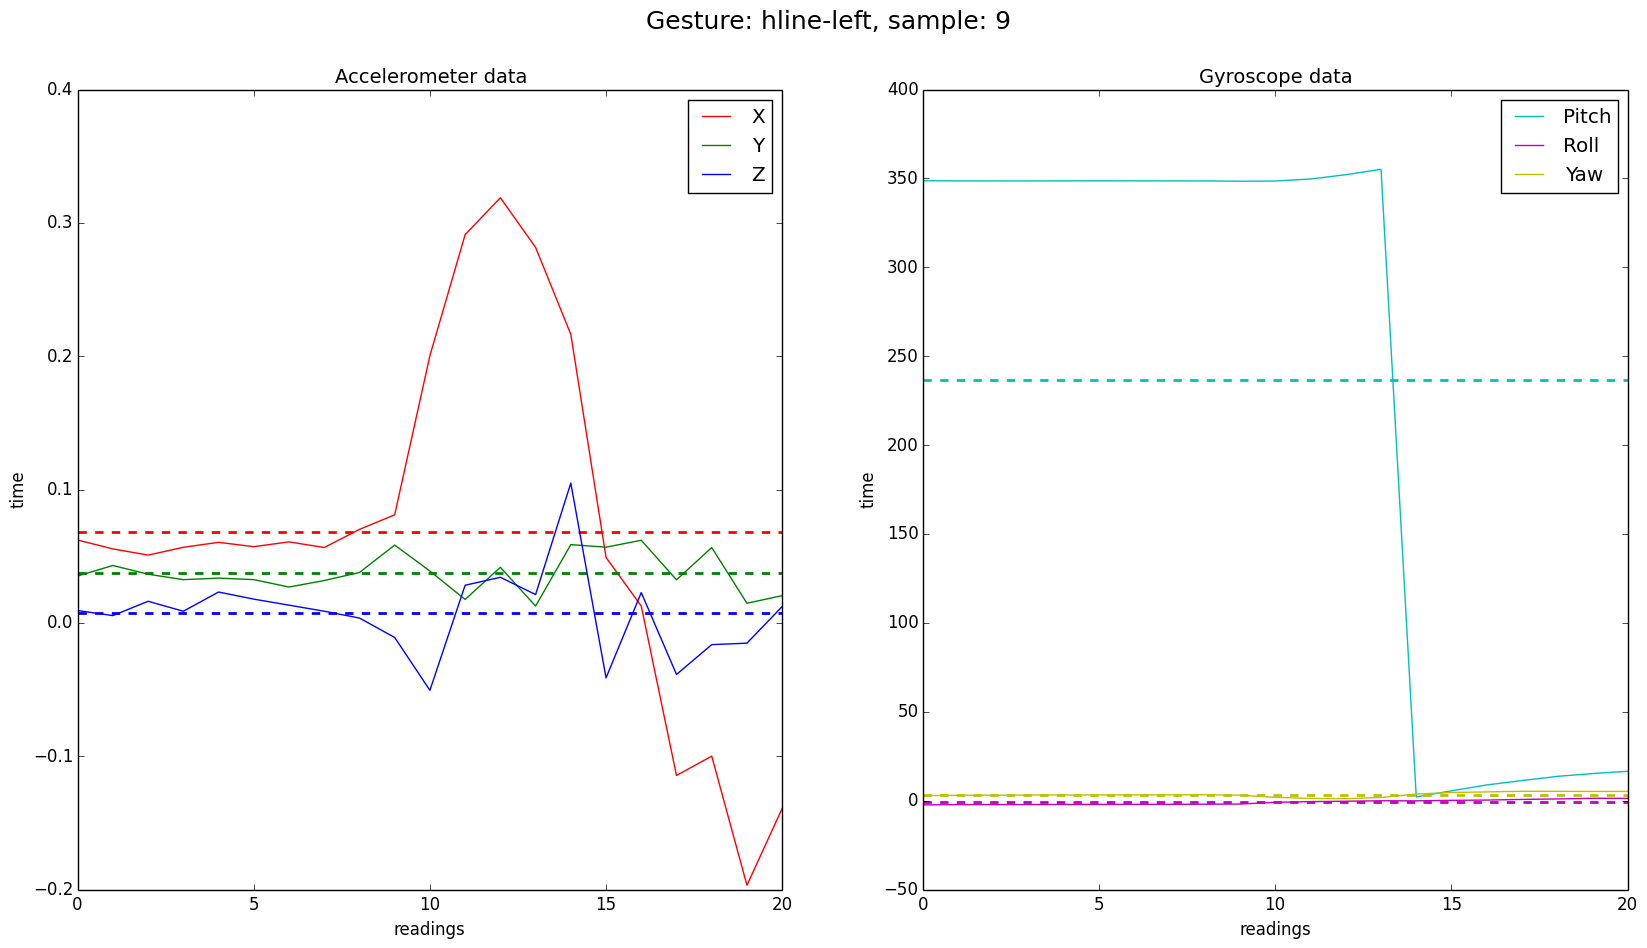 Gesture: hline-left, sample: 9
Accelerometer data
0.4
0.3
0.2
0.1
0.0
−0.1
−0.2
0 5 10 15 20
time
readings
X
Y
Z
Gyroscope data
400
350
300
250
200
150
100
50
0
−50
0 5 10 15 20
time
readings
Pitch
Roll
Yaw